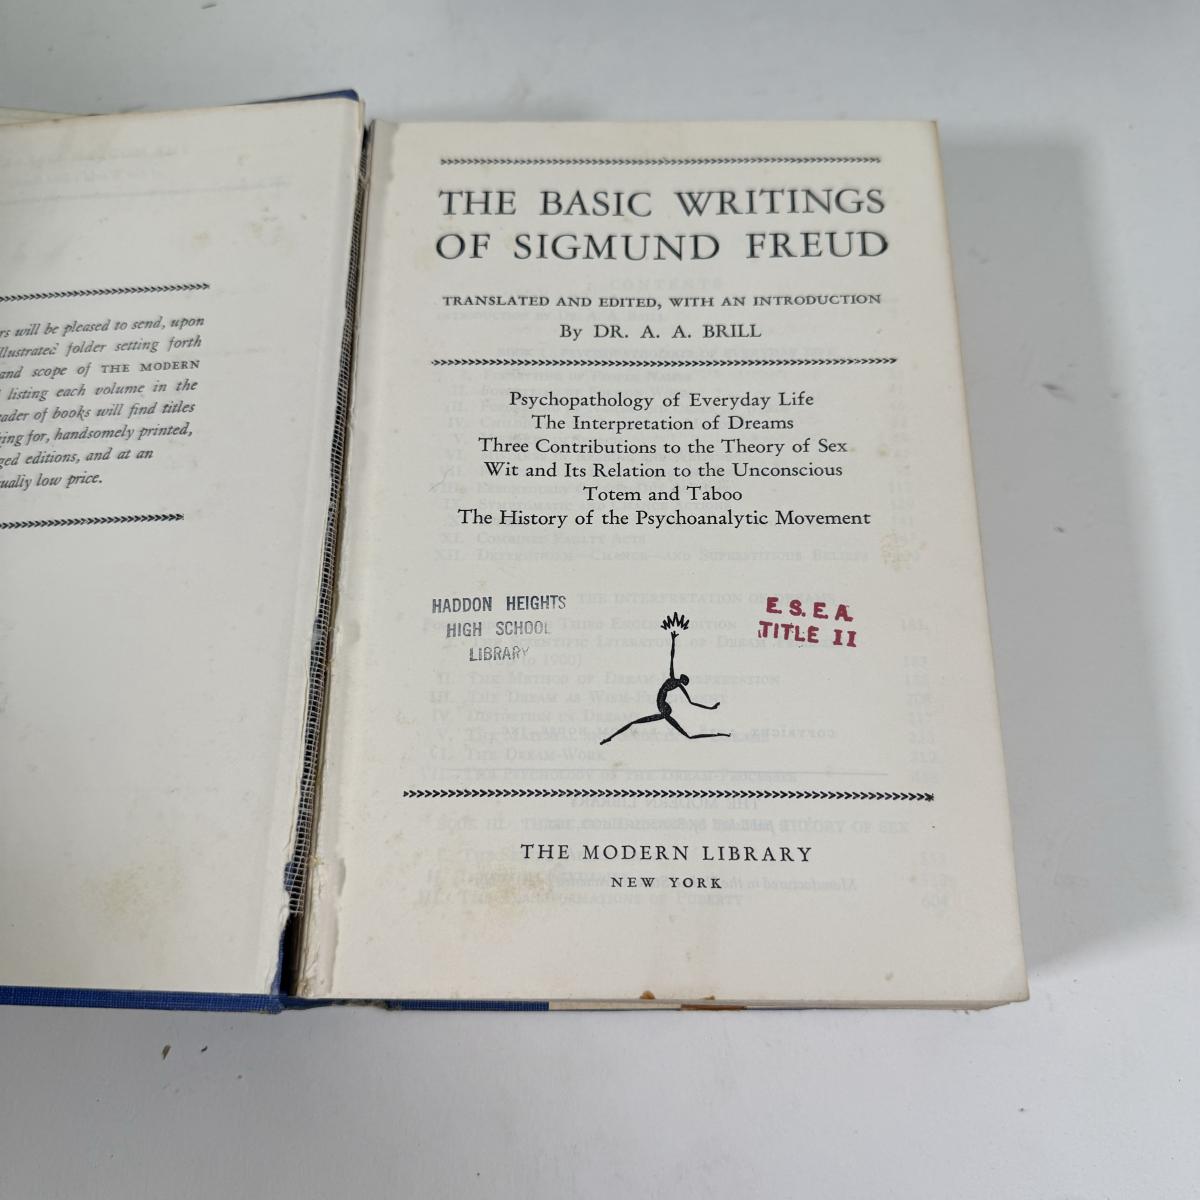 rs will be pleased to send, upon
llustrated folder setting forth
and scope of THE MODERN
listing each volume in the
ader of books will find titles
ing for, handsomely printed,
ged editions, and at an
ually low price.
THE BASIC WRITINGS
OF SIGMUND FREUD
TRANSLATED AND EDITED, WITH AN INTRODUCTION
By DR. A. A. BRILL
Psychopathology of Everyday Life
The Interpretation of Dreams
Three Contributions to the Theory of Sex
Wit and Its Relation to the Unconscious
Totem and Taboo
The History of the Psychoanalytic Movement
HADDON HEIGHTS
HIGH SCHOOL
LIBRARY
E.S.E.A.
TITLE II
THE MODERN LIBRARY
NEW YORK